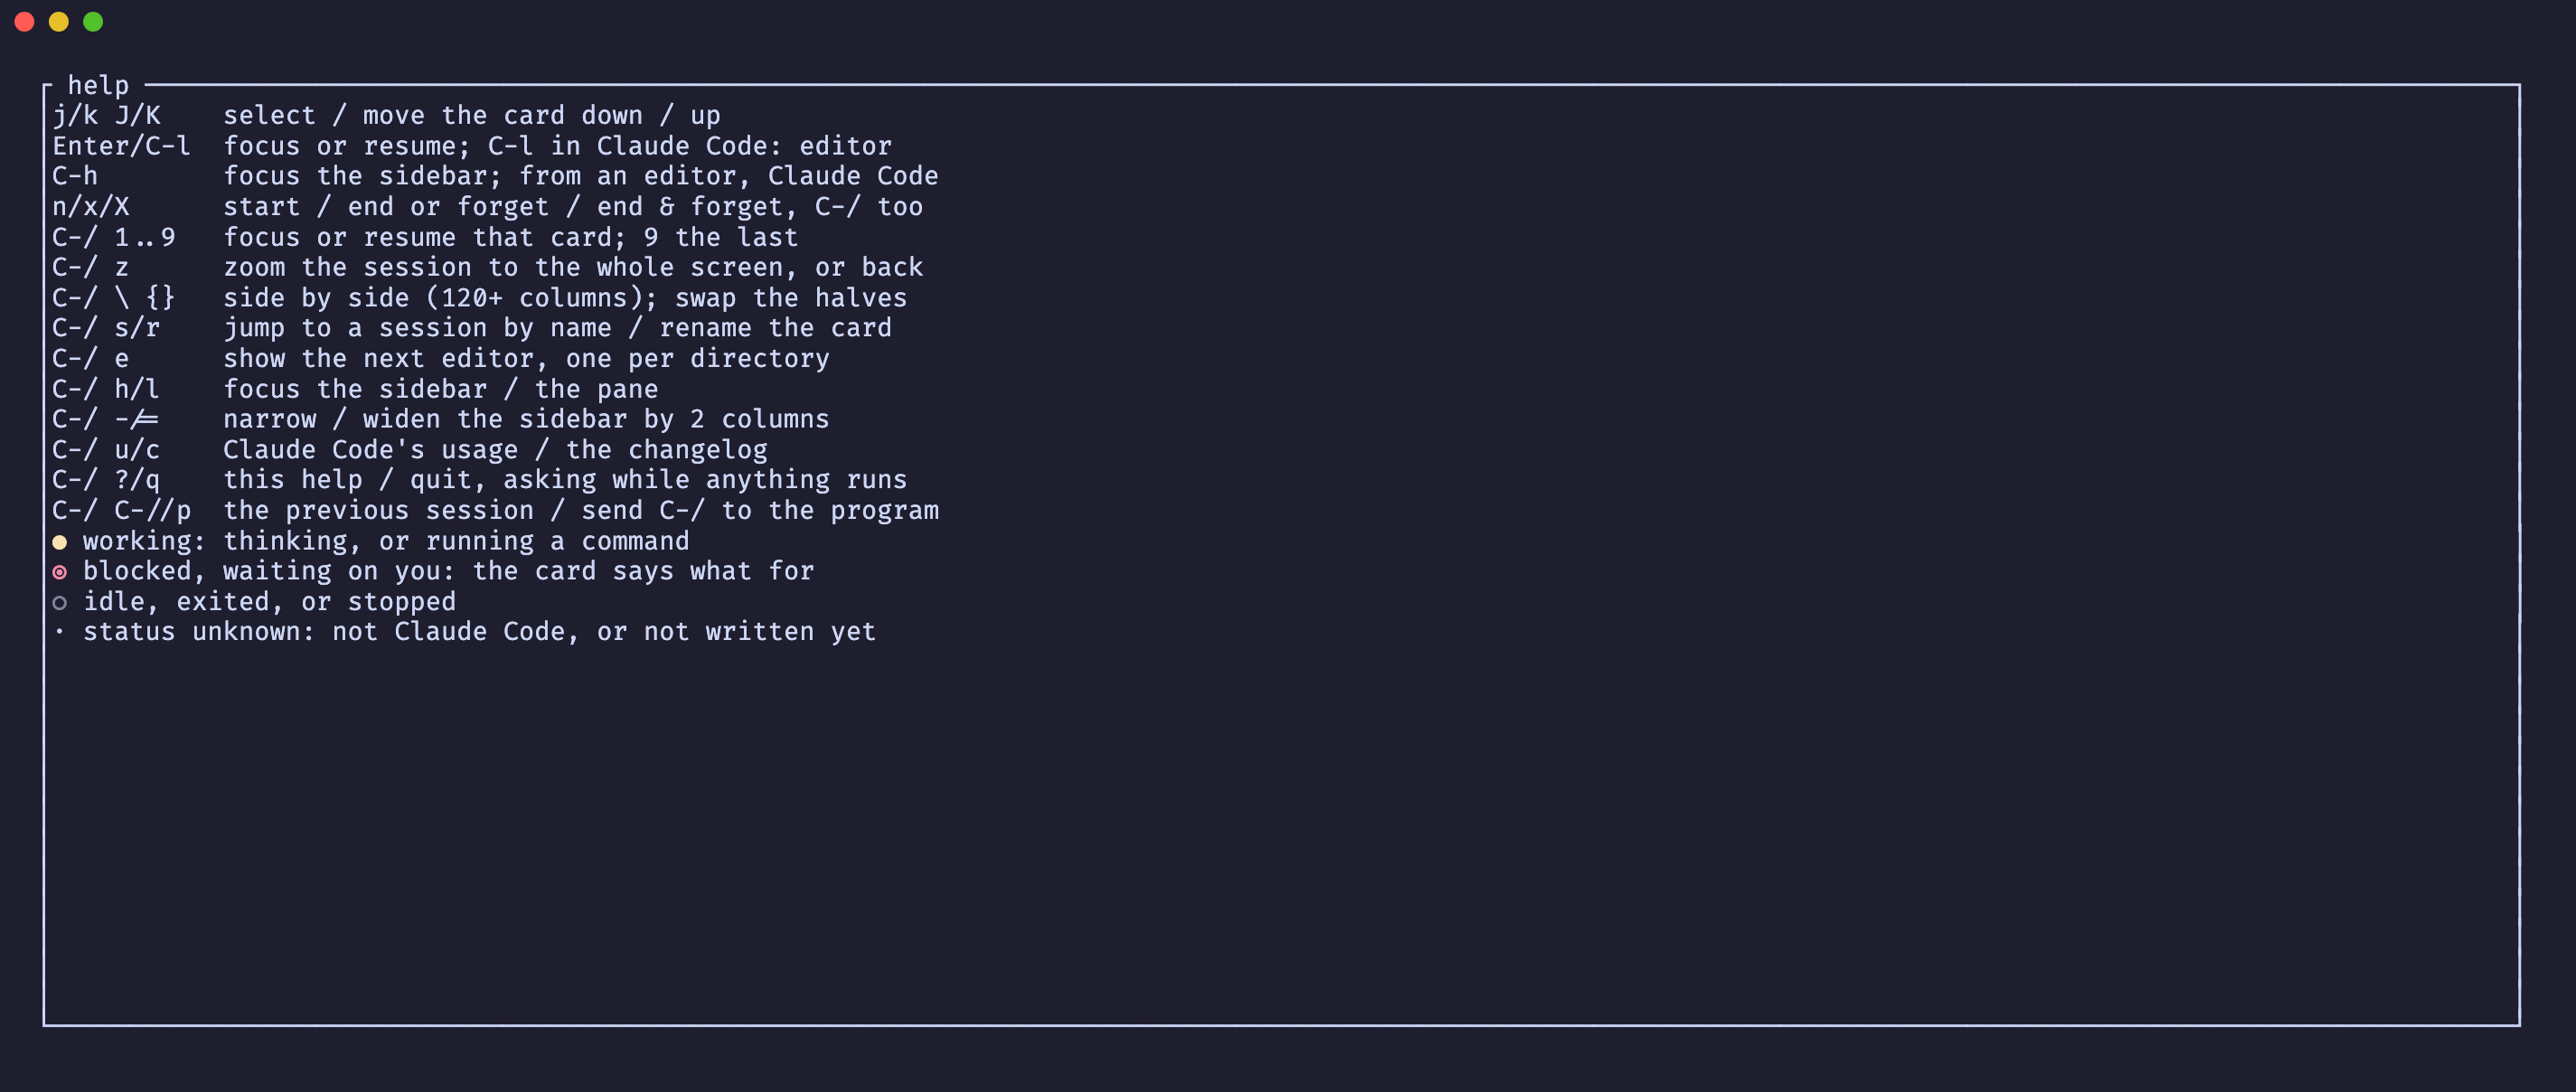 help
j/k J/K    select / move the card down / up
Enter/C-l  focus or resume; C-l in Claude Code: editor
C-h        focus the sidebar; from an editor, Claude Code
n/x/X      start / end or forget / end & forget, C-/ too
C-/ 1..9   focus or resume that card; 9 the last
C-/ z      zoom the session to the whole screen, or back
C-/ \ {}   side by side (120+ columns); swap the halves
C-/ s/r    jump to a session by name / rename the card
C-/ e      show the next editor, one per directory
C-/ h/l    focus the sidebar / the pane
C-/ -/=    narrow / widen the sidebar by 2 columns
C-/ u/c    Claude Code's usage / the changelog
C-/ ?/q    this help / quit, asking while anything runs
C-/ C-//p  the previous session / send C-/ to the program
● working: thinking, or running a command
◉ blocked, waiting on you: the card says what for
○ idle, exited, or stopped
· status unknown: not Claude Code, or not written yet